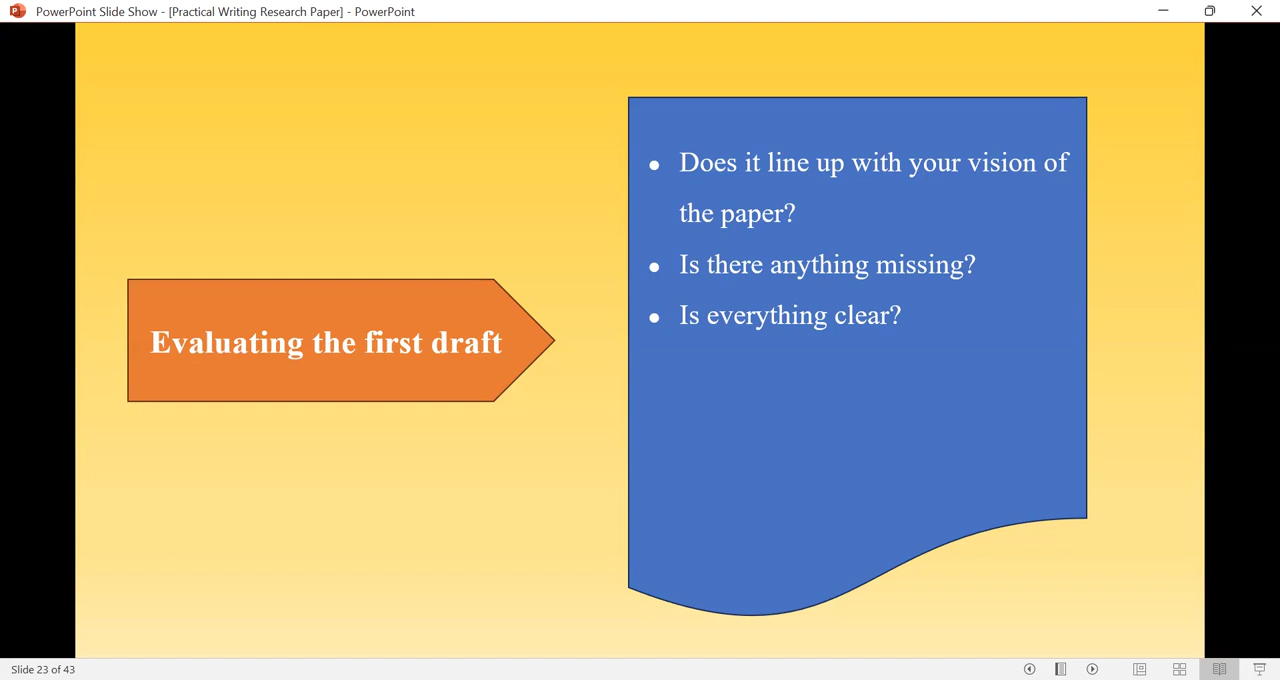 PowerPoint Slide Show - [Practical Writing Research Paper] - PowerPoint
Evaluating the first draft
• Does it line up with your vision of
the paper?
• Is there anything missing?
• Is everything clear?
Slide 23 of 43